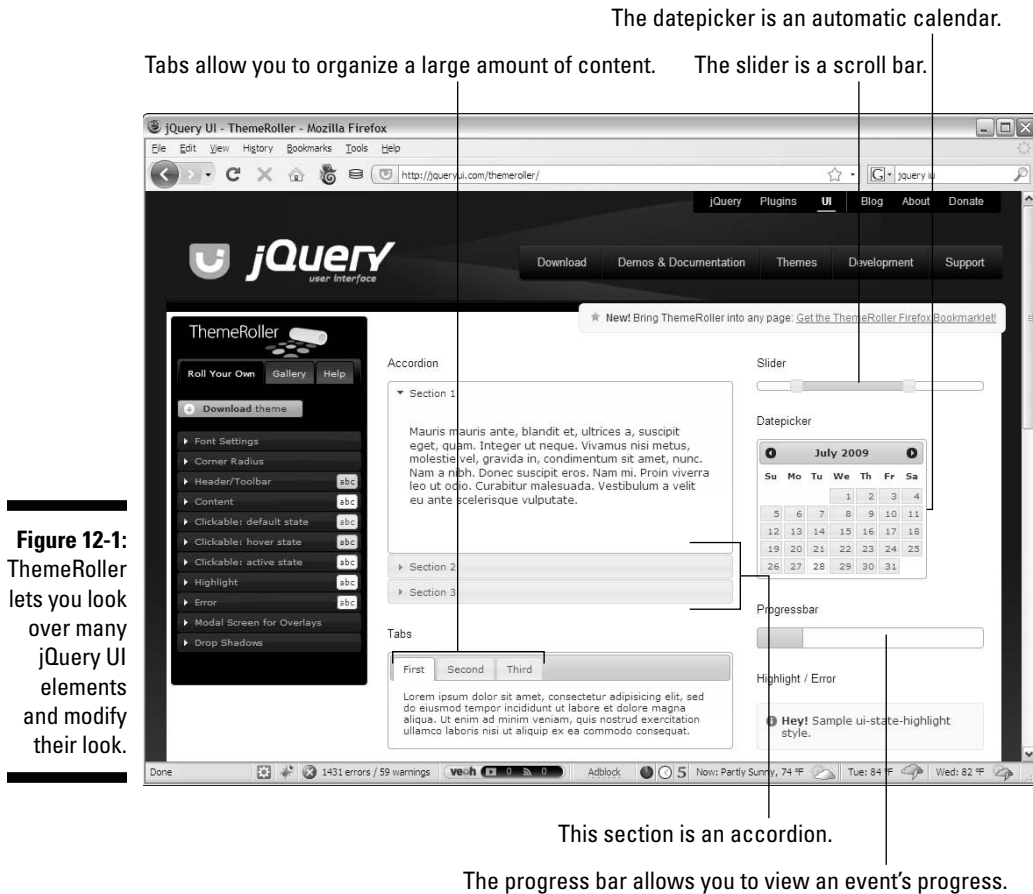 The datepicker is an automatic calendar.
Tabs allow you to organize a large amount of content.
The slider is a scroll bar.
jQuery UI - ThemeRoller - Mozilla Firefox
File Edit View History Bookmarks Tools Help
http://jqueryui.com/themeroller/
G jquery iu
jQuery Plugins UI Blog About Donate
jQuery
user interface
Download Demos & Documentation Themes Development Support
New! Bring ThemeRoller into any page: Get the ThemeRoller Firefox Bookmarklet!
ThemeRoller
Roll Your Own Gallery Help
Download theme
Font Settings
Corner Radius
Header/Toolbar abc
Content abc
Clickable: default state abc
Clickable: hover state abc
Clickable: active state abc
Highlight abc
Error abc
Modal Screen for Overlays
Drop Shadows
Accordion
Section 1
Mauris mauris ante, blandit et, ultrices a, suscipit
eget, quam. Integer ut neque. Vivamus nisi metus,
molestie vel, gravida in, condimentum sit amet, nunc.
Nam a nibh. Donec suscipit eros. Nam mi. Proin viverra
leo ut odio. Curabitur malesuada. Vestibulum a velit
eu ante scelerisque vulputate.
Section 2
Section 3
Tabs
First Second Third
Lorem ipsum dolor sit amet, consectetur adipisicing elit, sed
do eiusmod tempor incididunt ut labore et dolore magna
aliqua. Ut enim ad minim veniam, quis nostrud exercitation
ullamco laboris nisi ut aliquip ex ea commodo consequat.
Slider
Datepicker
July 2009
Su Mo Tu We Th Fr Sa
1 2 3 4
5 6 7 8 9 10 11
12 13 14 15 16 17 18
19 20 21 22 23 24 25
26 27 28 29 30 31
Progressbar
Highlight / Error
Hey! Sample ui-state-highlight
style.
Done 1431 errors / 59 warnings veoh 0 0 Adblock 5 Now: Partly Sunny, 74 °F Tue: 84 °F Wed: 82 °F
Figure 12-1:
ThemeRoller
lets you look
over many
jQuery UI
elements
and modify
their look.
This section is an accordion.
The progress bar allows you to view an event's progress.